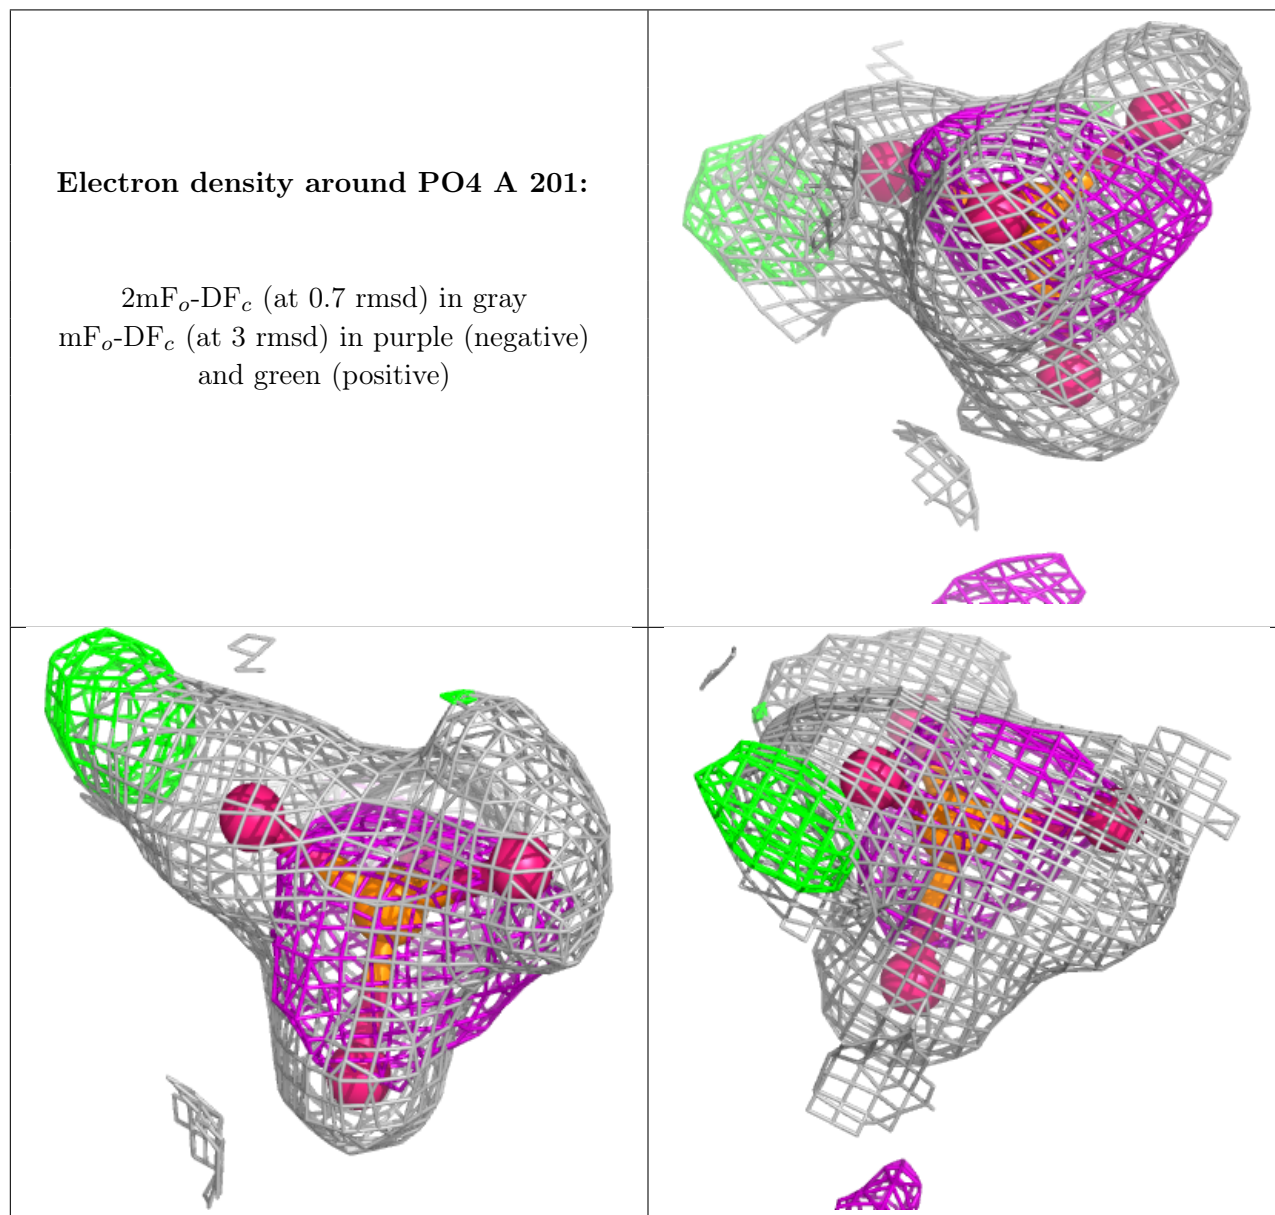 Electron density around PO4 A 201:
2mFo-DFc (at 0.7 rmsd) in gray
mFo-DFc (at 3 rmsd) in purple (negative)
and green (positive)